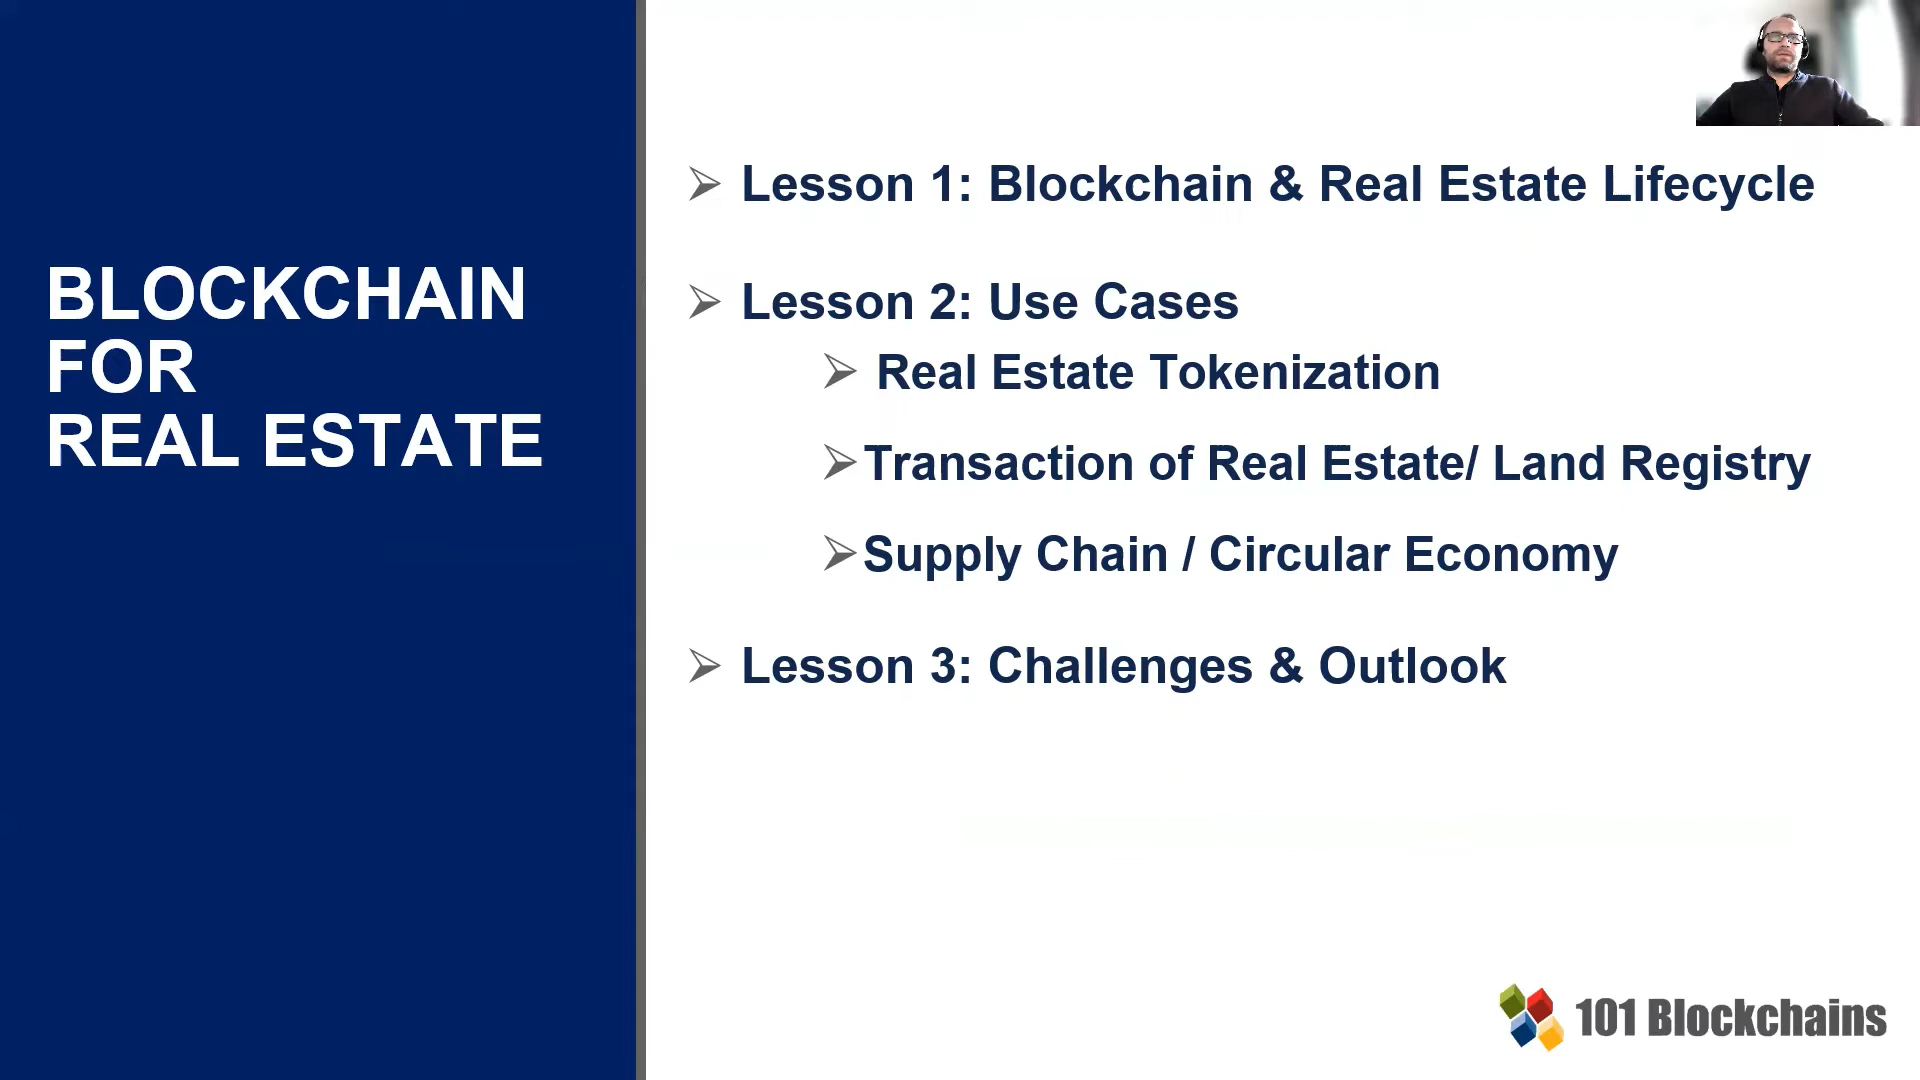 BLOCKCHAIN
FOR
REAL ESTATE
Lesson 1: Blockchain & Real Estate Lifecycle
Lesson 2: Use Cases
Real Estate Tokenization
Transaction of Real Estate/ Land Registry
Supply Chain / Circular Economy
Lesson 3: Challenges & Outlook
101 Blockchains